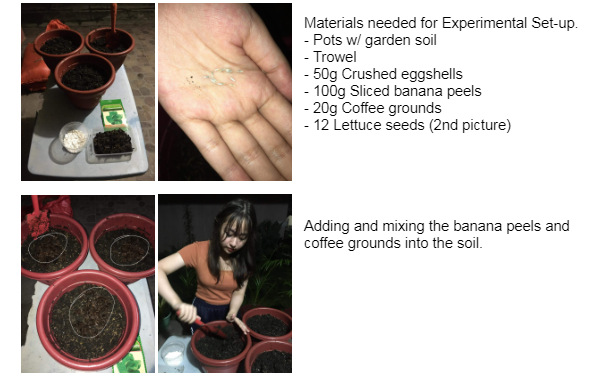 Materials needed for Experimental Set-up.
- Pots w/ garden soil
- Trowel
- 50g Crushed eggshells
- 100g Sliced banana peels
- 20g Coffee grounds
- 12 Lettuce seeds (2nd picture)
Adding and mixing the banana peels and
coffee grounds into the soil.